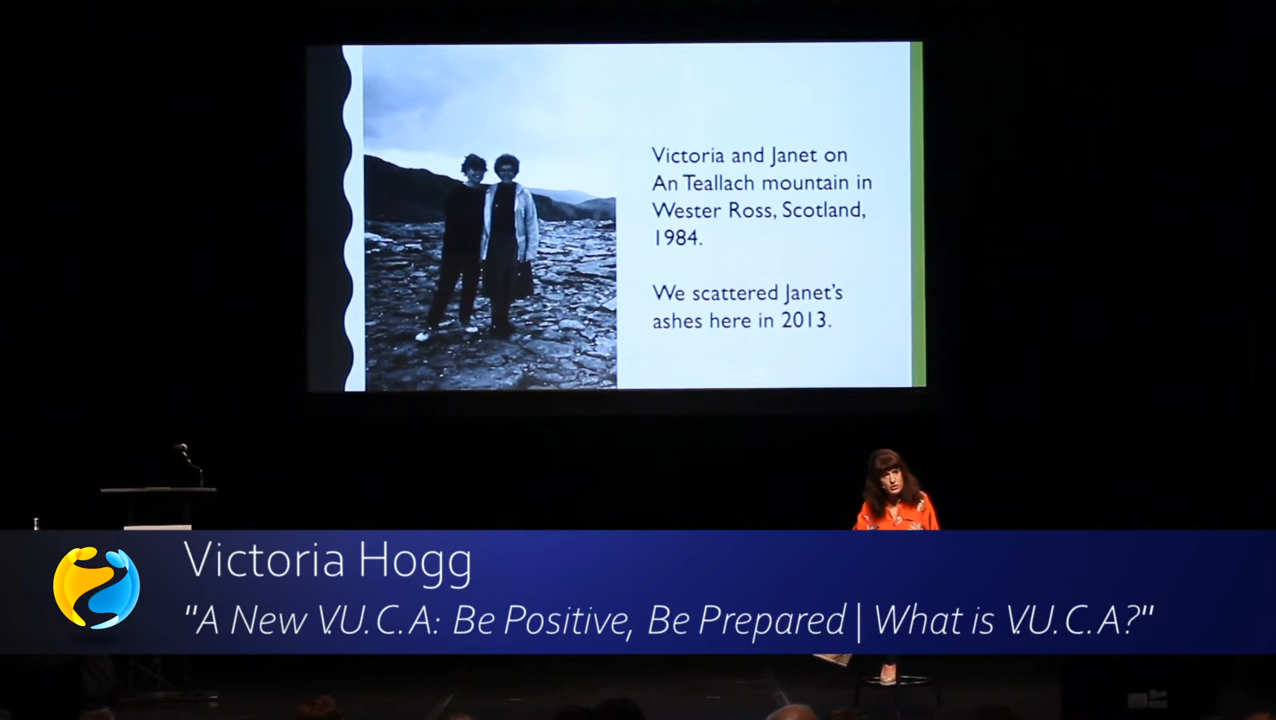 Victoria and Janet on
An Teallach mountain in
Wester Ross, Scotland,
1984.
We scattered Janet's
ashes here in 2013.
Victoria Hogg
"A New V.U.C.A: Be Positive, Be Prepared | What is V.U.C.A?"